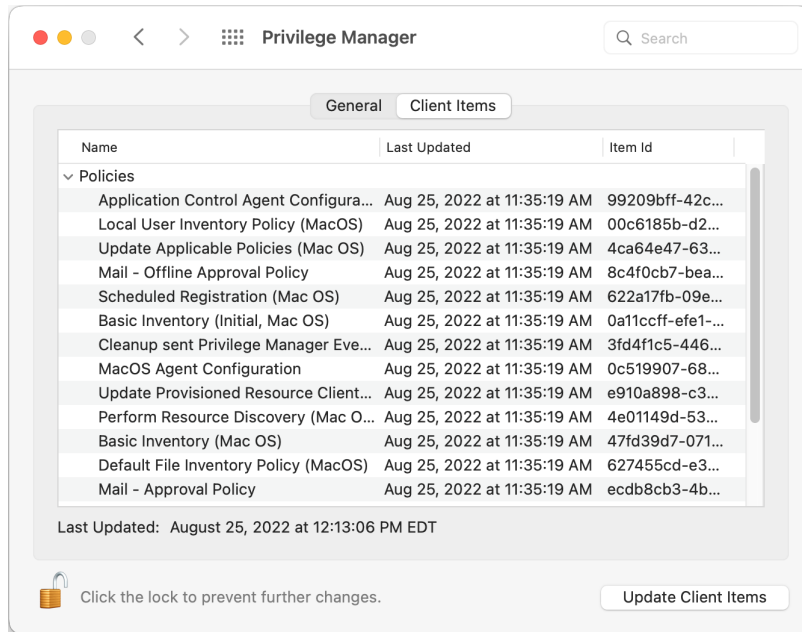 Privilege Manager
Search
General Client Items
Name Last Updated Item Id
Policies
Application Control Agent Configura... Aug 25, 2022 at 11:35:19 AM 99209bff-42c...
Local User Inventory Policy (MacOS) Aug 25, 2022 at 11:35:19 AM 00c6185b-d2...
Update Applicable Policies (Mac OS) Aug 25, 2022 at 11:35:19 AM 4ca64e47-63...
Mail - Offline Approval Policy Aug 25, 2022 at 11:35:19 AM 8c4f0cb7-bea...
Scheduled Registration (Mac OS) Aug 25, 2022 at 11:35:19 AM 622a17fb-09e...
Basic Inventory (Initial, Mac OS) Aug 25, 2022 at 11:35:19 AM 0a11ccff-efe1-...
Cleanup sent Privilege Manager Eve... Aug 25, 2022 at 11:35:19 AM 3fd4f1c5-446...
MacOS Agent Configuration Aug 25, 2022 at 11:35:19 AM 0c519907-68...
Update Provisioned Resource Client... Aug 25, 2022 at 11:35:19 AM e910a898-c3...
Perform Resource Discovery (Mac O... Aug 25, 2022 at 11:35:19 AM 4e01149d-53...
Basic Inventory (Mac OS) Aug 25, 2022 at 11:35:19 AM 47fd39d7-071...
Default File Inventory Policy (MacOS) Aug 25, 2022 at 11:35:19 AM 627455cd-e3...
Mail - Approval Policy Aug 25, 2022 at 11:35:19 AM ecdb8cb3-4b...
Last Updated: August 25, 2022 at 12:13:06 PM EDT
Click the lock to prevent further changes.
Update Client Items